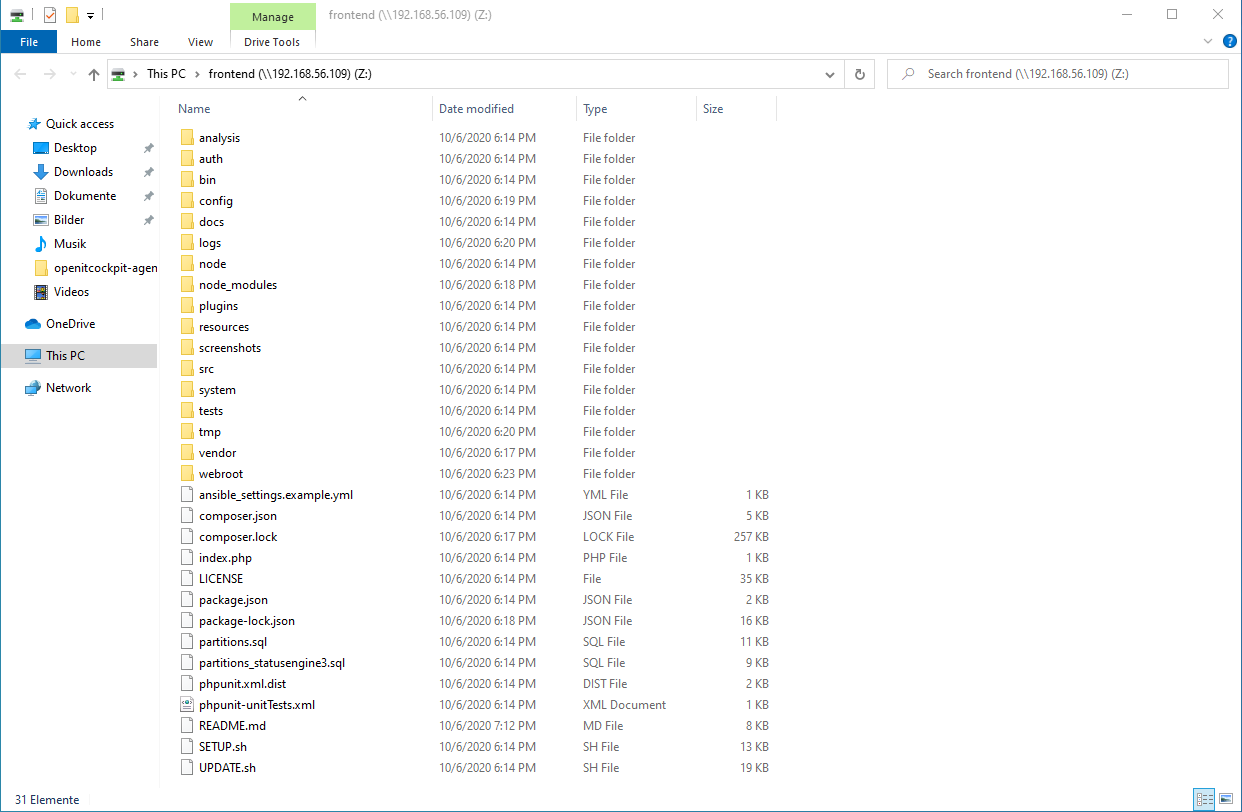 Manage frontend (\\192.168.56.109) (Z:)
File Home Share View Drive Tools
This PC frontend (\\192.168.56.109) (Z:) Search frontend (\\192.168.56.109) (Z:)
Quick access
Desktop
Downloads
Dokumente
Bilder
Musik
openitcockpit-agen
Videos
OneDrive
This PC
Network
Name Date modified Type Size
analysis 10/6/2020 6:14 PM File folder
auth 10/6/2020 6:14 PM File folder
bin 10/6/2020 6:14 PM File folder
config 10/6/2020 6:19 PM File folder
docs 10/6/2020 6:14 PM File folder
logs 10/6/2020 6:20 PM File folder
node 10/6/2020 6:14 PM File folder
node_modules 10/6/2020 6:18 PM File folder
plugins 10/6/2020 6:14 PM File folder
resources 10/6/2020 6:14 PM File folder
screenshots 10/6/2020 6:14 PM File folder
src 10/6/2020 6:14 PM File folder
system 10/6/2020 6:14 PM File folder
tests 10/6/2020 6:14 PM File folder
tmp 10/6/2020 6:20 PM File folder
vendor 10/6/2020 6:17 PM File folder
webroot 10/6/2020 6:23 PM File folder
ansible_settings.example.yml 10/6/2020 6:14 PM YML File 1 KB
composer.json 10/6/2020 6:14 PM JSON File 5 KB
composer.lock 10/6/2020 6:17 PM LOCK File 257 KB
index.php 10/6/2020 6:14 PM PHP File 1 KB
LICENSE 10/6/2020 6:14 PM File 35 KB
package.json 10/6/2020 6:14 PM JSON File 2 KB
package-lock.json 10/6/2020 6:18 PM JSON File 16 KB
partitions.sql 10/6/2020 6:14 PM SQL File 11 KB
partitions_statusengine3.sql 10/6/2020 6:14 PM SQL File 9 KB
phpunit.xml.dist 10/6/2020 6:14 PM DIST File 2 KB
phpunit-unitTests.xml 10/6/2020 6:14 PM XML Document 1 KB
README.md 10/6/2020 7:12 PM MD File 8 KB
SETUP.sh 10/6/2020 6:14 PM SH File 13 KB
UPDATE.sh 10/6/2020 6:14 PM SH File 19 KB
31 Elemente